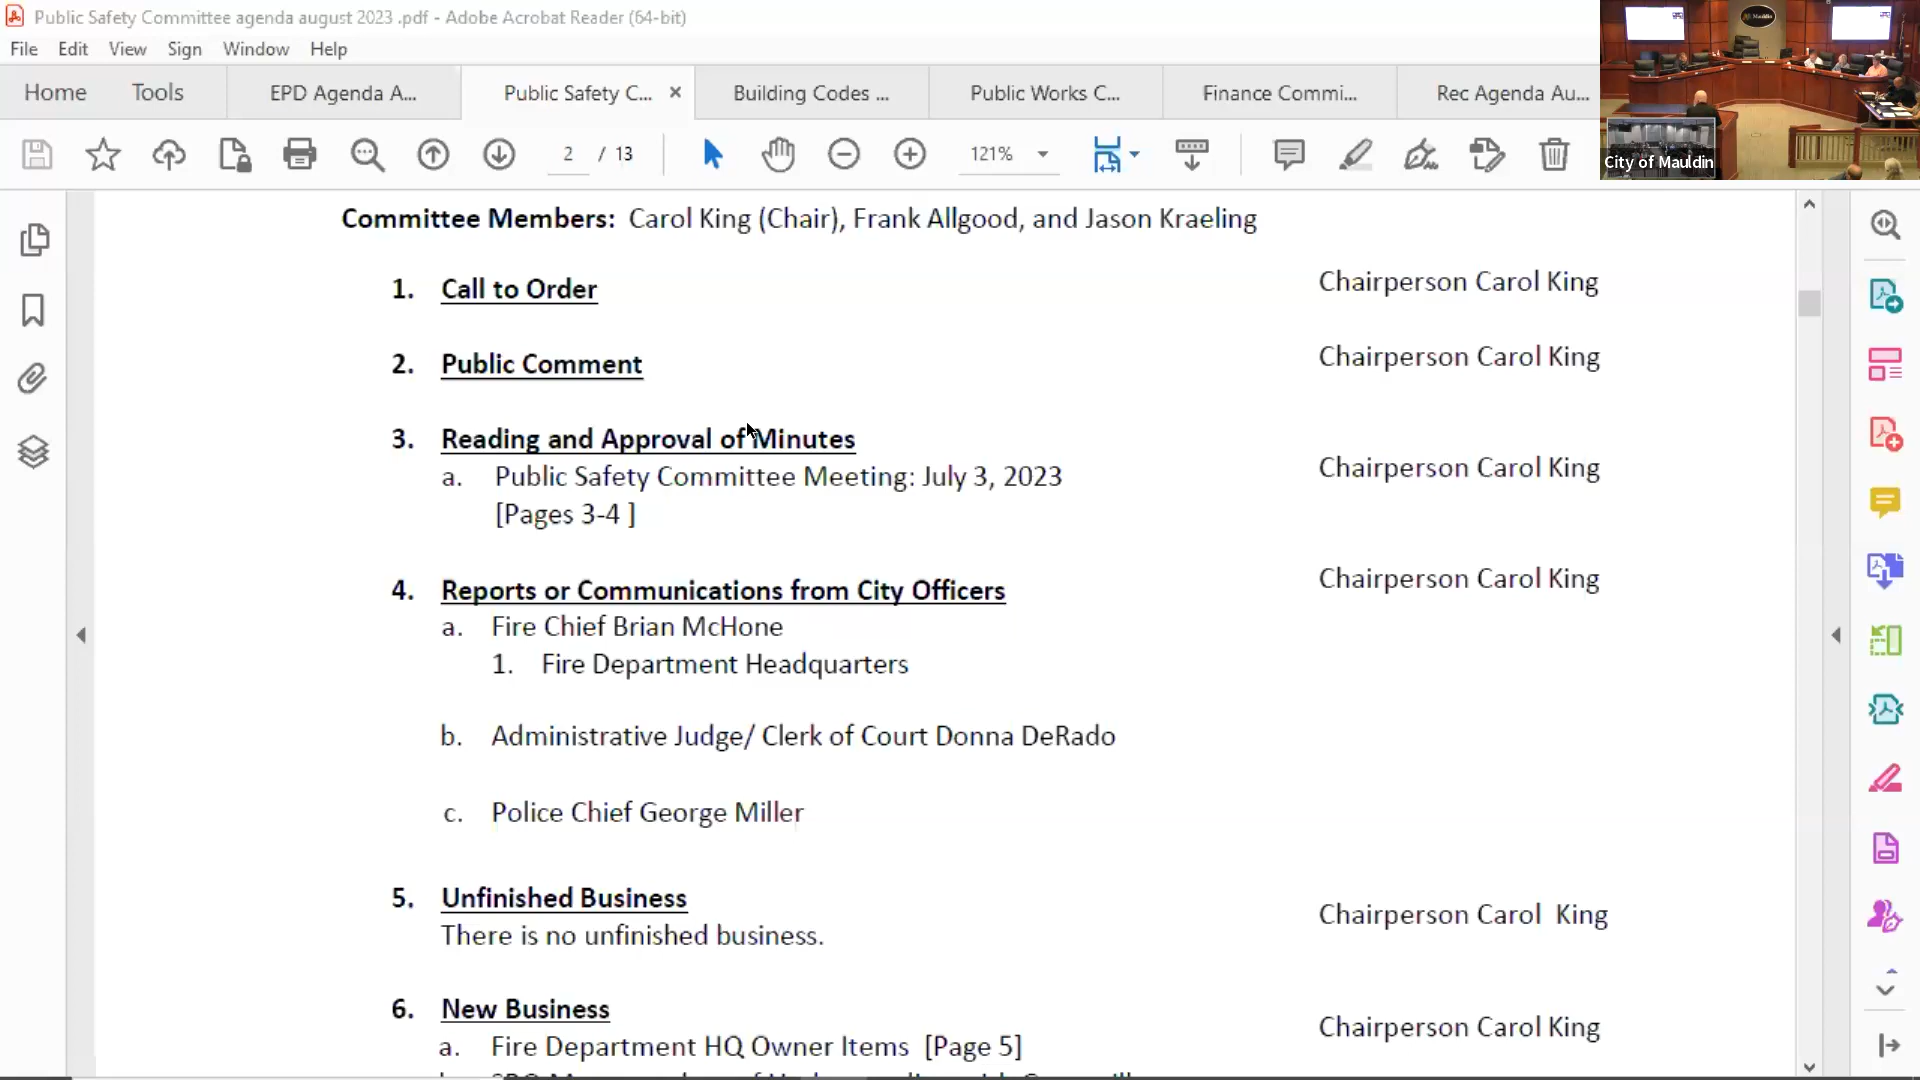 Public Safety Committee agenda august 2023 .pdf - Adobe Acrobat Reader (64-bit)
File Edit View Sign Window Help
Home Tools EPD Agenda A... Public Safety C... Building Codes ... Public Works C... Finance Commi... Rec Agenda Au...
2 / 13 121%
Mauldin
City of Mauldin
Committee Members: Carol King (Chair), Frank Allgood, and Jason Kraeling
1. Call to Order Chairperson Carol King
2. Public Comment Chairperson Carol King
3. Reading and Approval of Minutes
a. Public Safety Committee Meeting: July 3, 2023 Chairperson Carol King
[Pages 3-4 ]
4. Reports or Communications from City Officers Chairperson Carol King
a. Fire Chief Brian McHone
1. Fire Department Headquarters
b. Administrative Judge/ Clerk of Court Donna DeRado
c. Police Chief George Miller
5. Unfinished Business Chairperson Carol King
There is no unfinished business.
6. New Business Chairperson Carol King
a. Fire Department HQ Owner Items [Page 5]